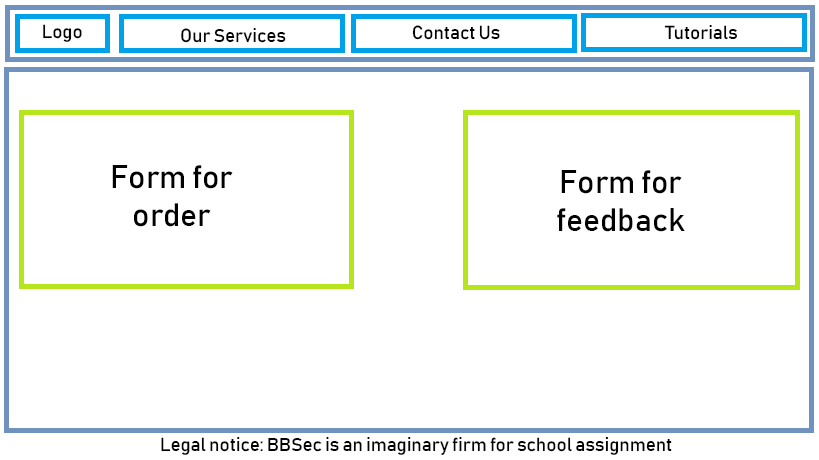 Logo
Our Services
Contact Us
Tutorials
Form for
order
Form for
feedback
Legal notice: BBSec is an imaginary firm for school assignment